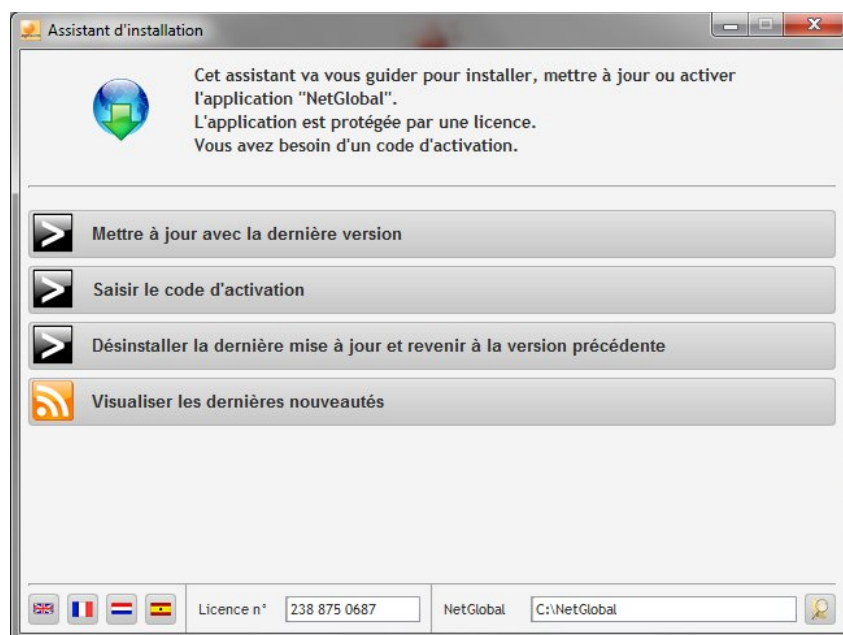 Assistant d'installation
Cet assistant va vous guider pour installer, mettre à jour ou activer
l'application "NetGlobal".
L'application est protégée par une licence.
Vous avez besoin d'un code d'activation.
Mettre à jour avec la dernière version
Saisir le code d'activation
Désinstaller la dernière mise à jour et revenir à la version précédente
Visualiser les dernières nouveautés
Licence n° 238 875 0687 NetGlobal C:\NetGlobal